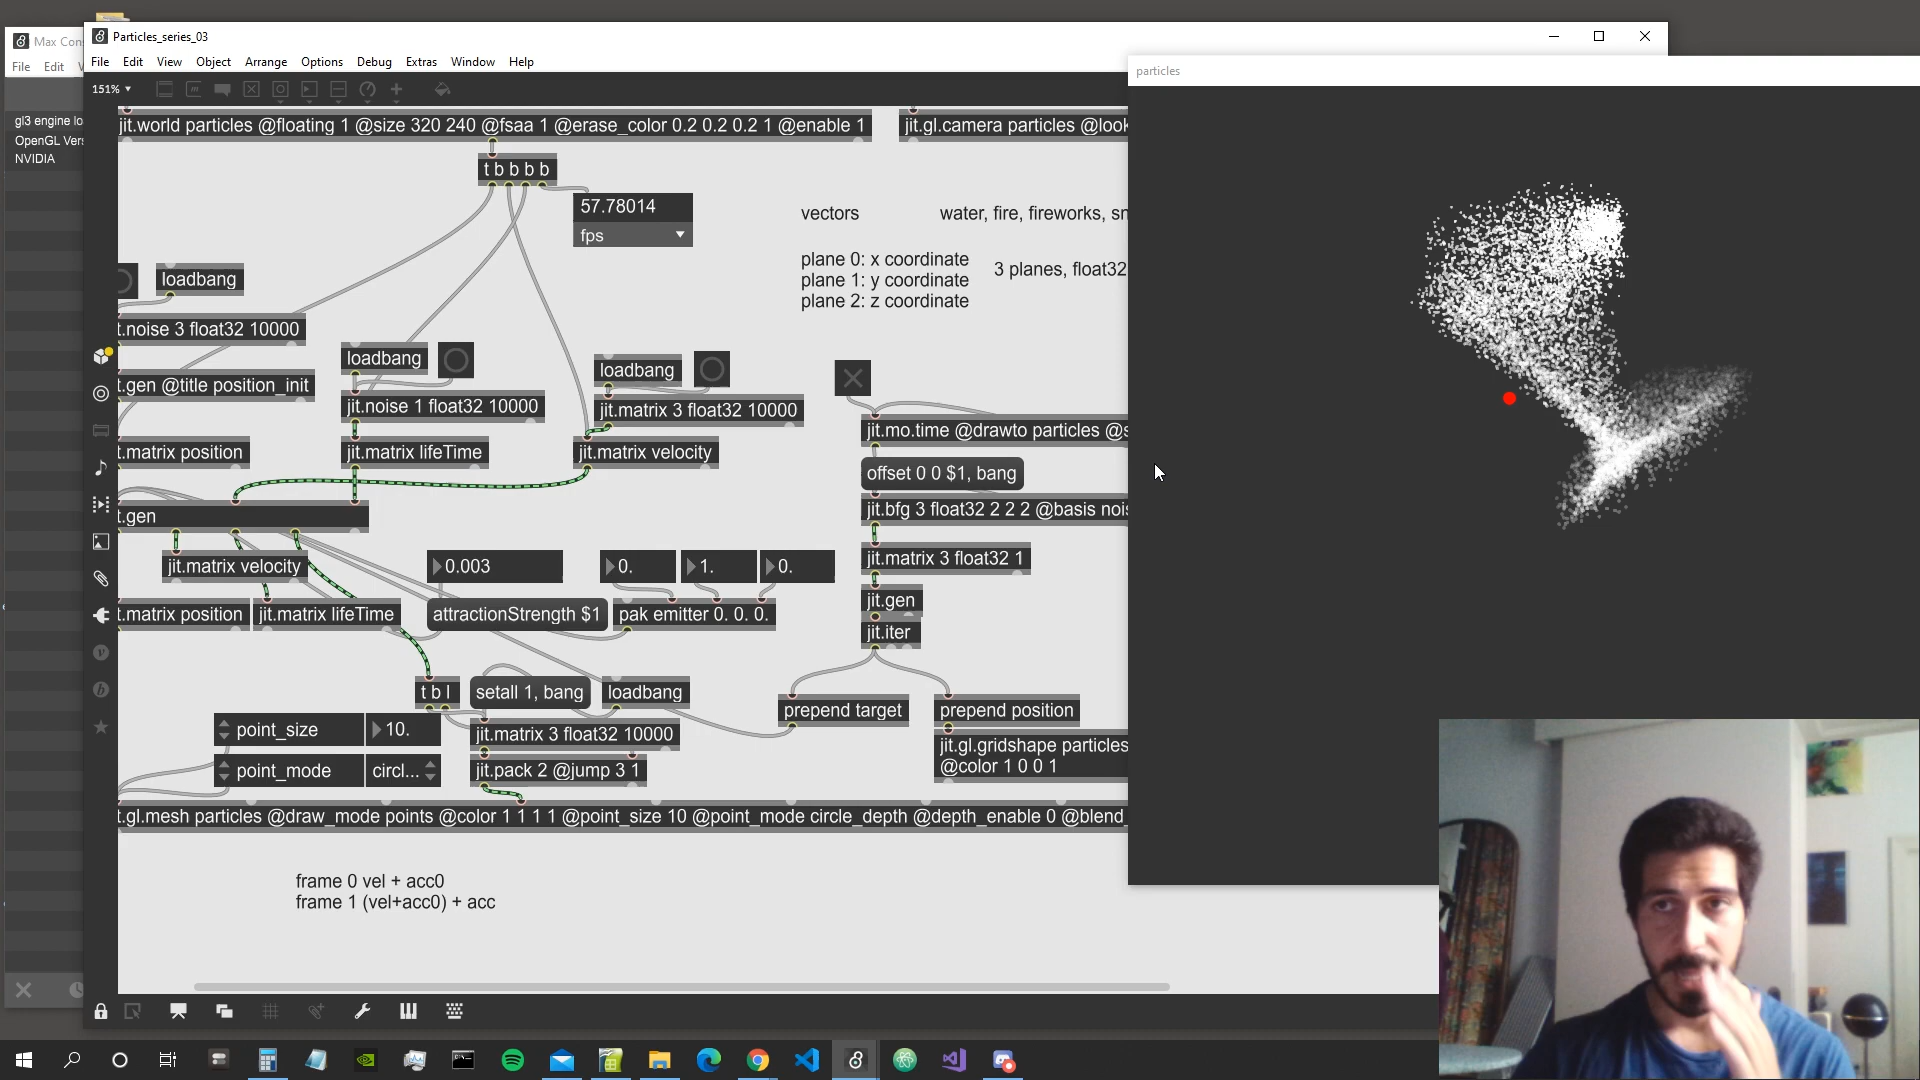 Max Con
Particles_series_03
File Edit
File Edit View Object Arrange Options Debug Extras Window Help
particles
151%
gl3 engine lo
OpenGL Vers
NVIDIA
jit.world particles @floating 1 @size 320 240 @fsaa 1 @erase_color 0.2 0.2 0.2 1 @enable 1
jit.gl.camera particles @look
t b b b b
57.78014
fps
vectors
water, fire, fireworks, sn
plane 0: x coordinate
plane 1: y coordinate
plane 2: z coordinate
3 planes, float32
loadbang
t.noise 3 float32 10000
loadbang
loadbang
t.gen @title position_init
jit.noise 1 float32 10000
jit.matrix 3 float32 10000
jit.mo.time @drawto particles @s
t.matrix position
jit.matrix lifeTime
jit.matrix velocity
offset 0 0 $1, bang
t.gen
jit.bfg 3 float32 2 2 2 @basis nois
jit.matrix velocity
0.003
0.
1.
0.
jit.matrix 3 float32 1
t.matrix position
jit.matrix lifeTime
attractionStrength $1
pak emitter 0. 0. 0.
jit.gen
jit.iter
t b l
setall 1, bang
loadbang
prepend target
prepend position
point_size
10.
jit.matrix 3 float32 10000
point_mode
circl...
jit.pack 2 @jump 3 1
jit.gl.gridshape particles
@color 1 0 0 1
t.gl.mesh particles @draw_mode points @color 1 1 1 1 @point_size 10 @point_mode circle_depth @depth_enable 0 @blend_
frame 0 vel + acc0
frame 1 (vel+acc0) + acc